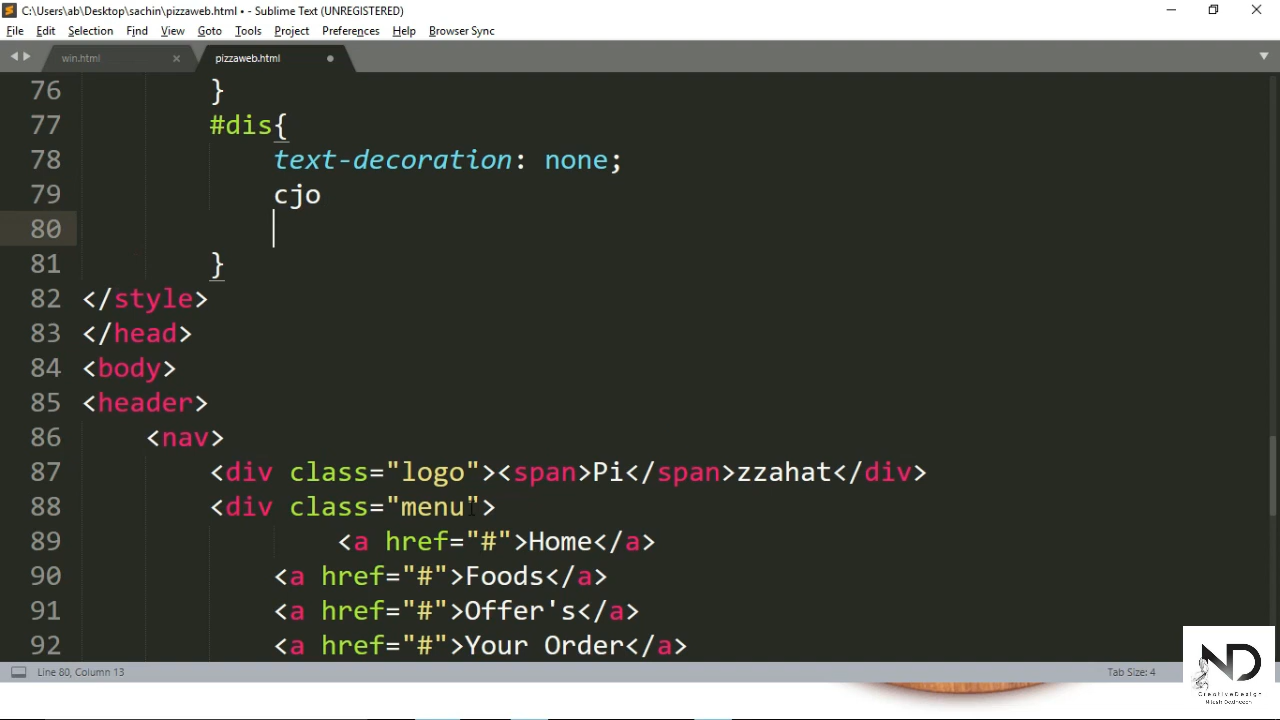 C:\Users\ab\Desktop\sachin\pizzaweb.html • - Sublime Text (UNREGISTERED)
File Edit Selection Find View Goto Tools Project Preferences Help Browser Sync
win.html pizzaweb.html
76 }
77 #dis{
78 text-decoration: none;
79 cjo
80
81 }
82 </style>
83 </head>
84 <body>
85 <header>
86 <nav>
87 <div class="logo"><span>Pi</span>zzahat</div>
88 <div class="menu">
89 <a href="#">Home</a>
90 <a href="#">Foods</a>
91 <a href="#">Offer's</a>
92 <a href="#">Your Order</a>
Line 80, Column 13 Tab Size: 4
ND
CreativeDesign